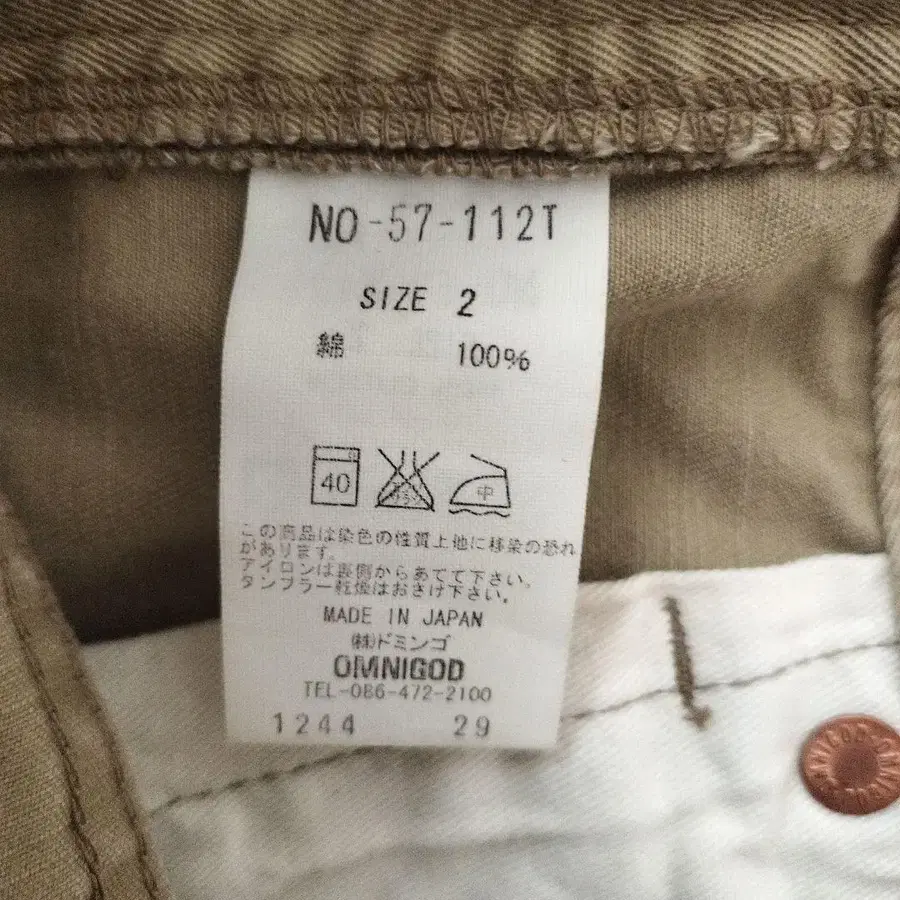 NO-57-112T
SIZE 2
綿 100%
40
中
この商品は染色の性質上他に移染の恐れ
があります。
アイロンは裏側からあてて下さい。
タンブラー乾燥はおさけ下さい。
MADE IN JAPAN
㈱ドミンゴ
OMNIGOD
TEL-086-472-2100
1244 29